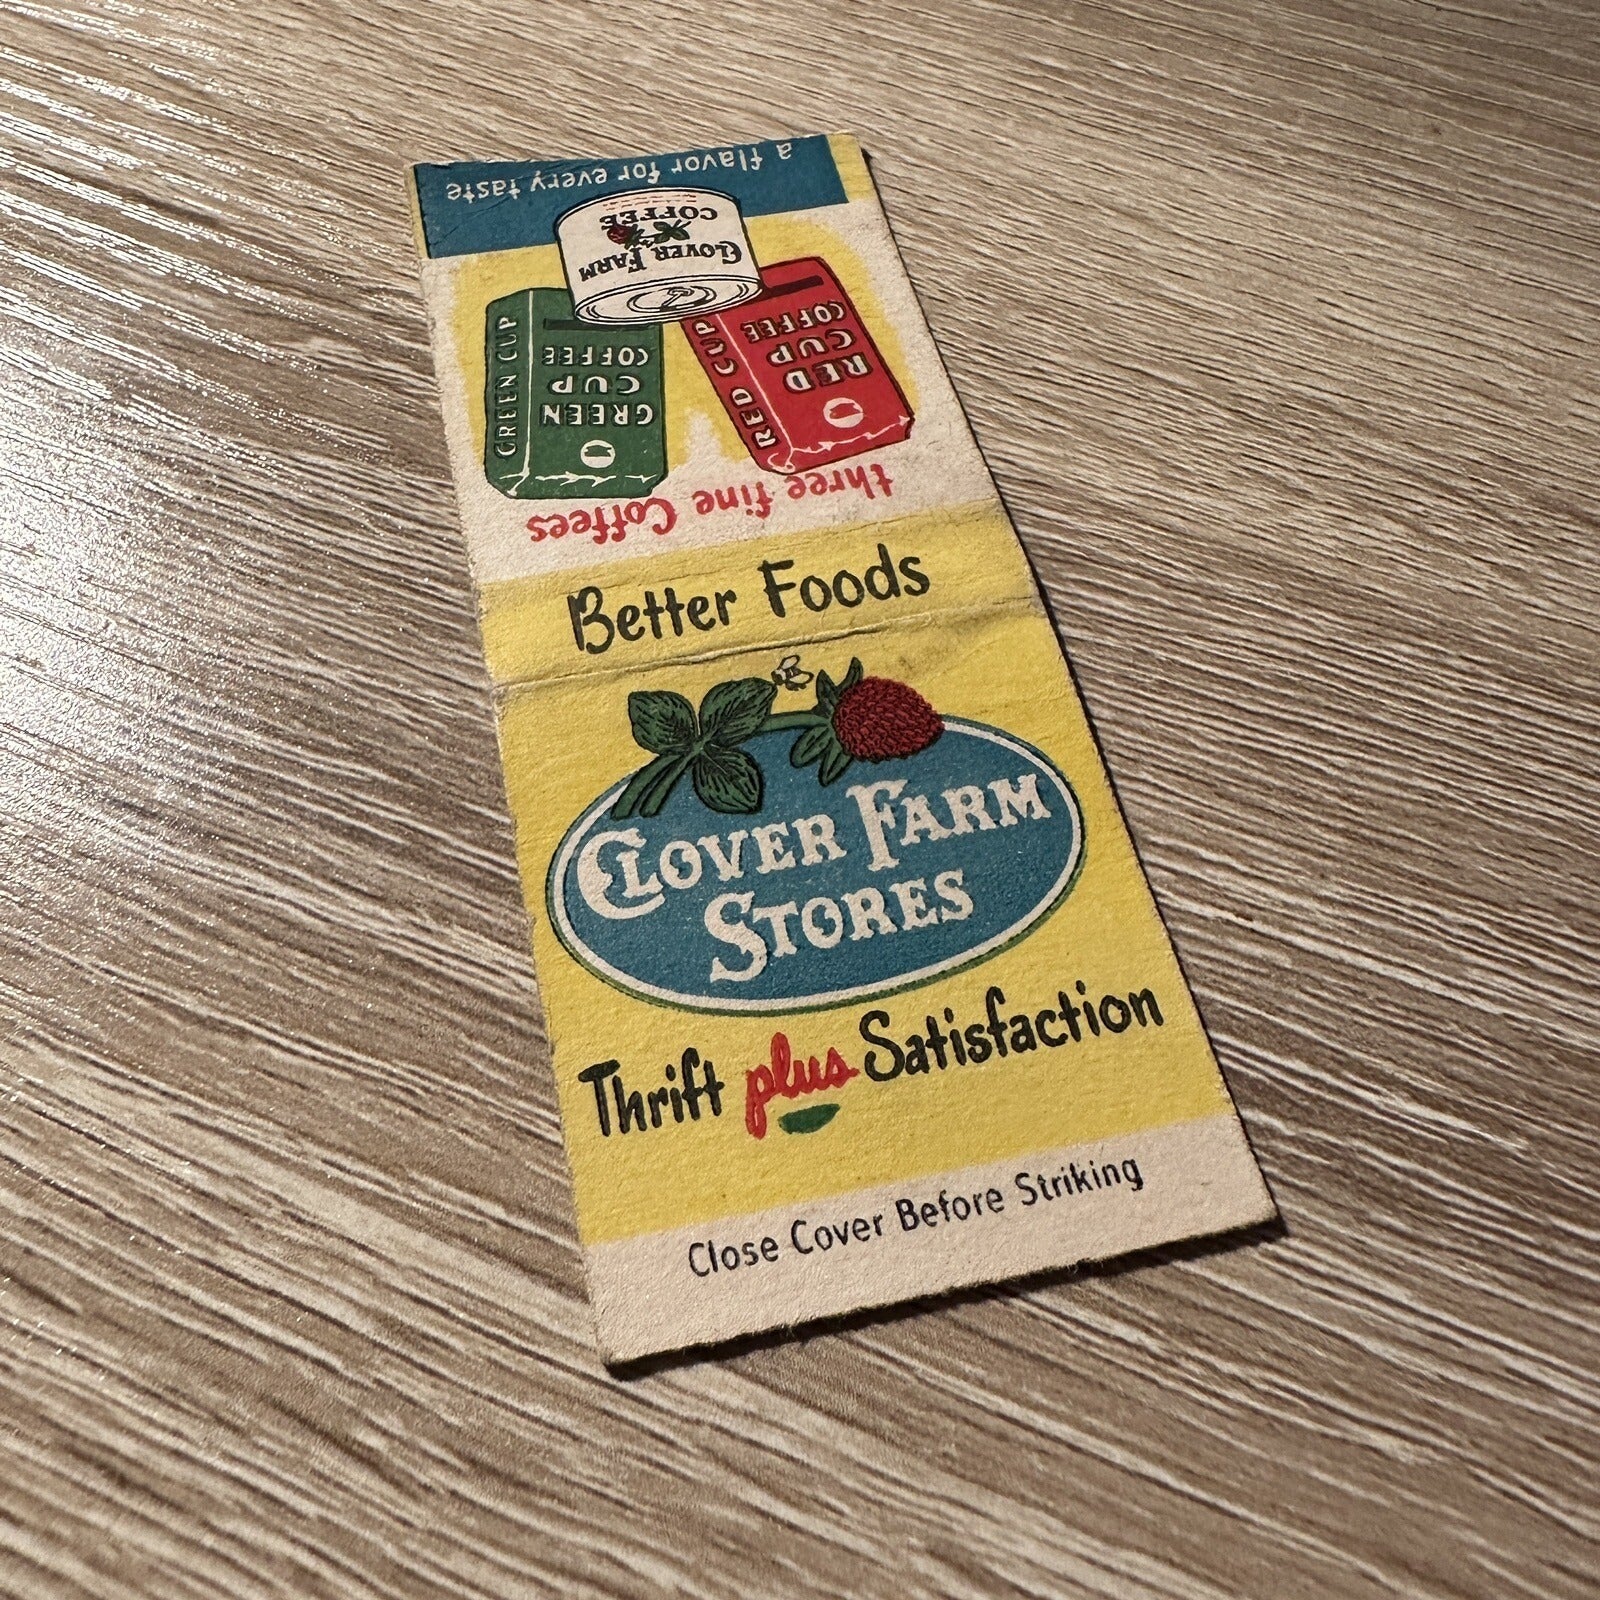 Better Foods
CLOVER FARM
STORES
Thrift plus Satisfaction
Close Cover Before Striking
three fine Coffees
RED
CUP
COFFEE
RED CUP
GREEN
CUP
COFFEE
GREEN CUP
CLOVER FARM
COFFEE
a flavor for every taste